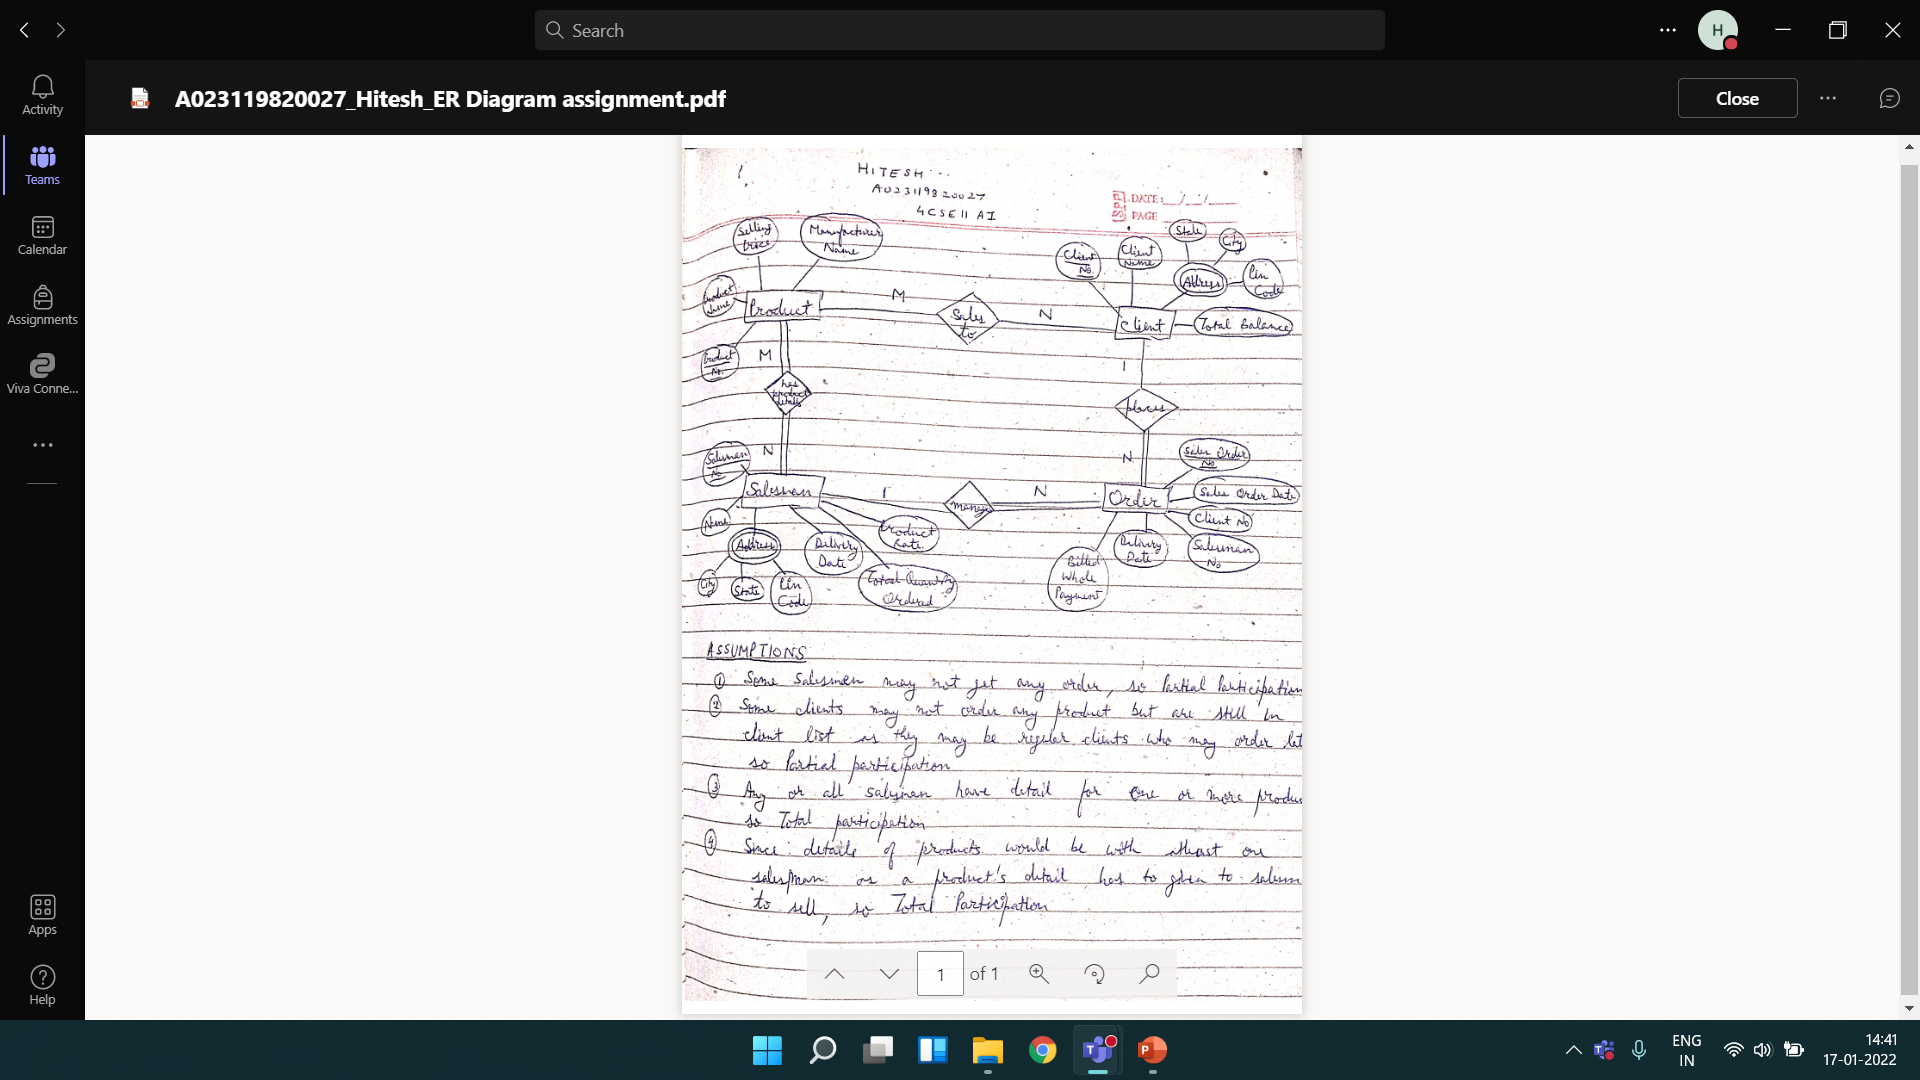 Search
H
Activity
Teams
Calendar
Assignments
Viva Conne...
Apps
Help
A023119820027_Hitesh_ER Diagram assignment.pdf
Close
1
HITESH
A023119820027
4CSE11 AI
SPP
DATE: __/__/____
PAGE
Selling Price
Manufacturer Name
Product Name
Product No.
Product
M
Sales to
N
Client No.
Client Name
State
City
Address
Pin Code
Client
Total Balance
M
has product details
N
1
places
N
Salesman No.
Salesman
Name
Address
City
State
Pin Code
Delivery Date
Product Rate
Total Quantity Ordered
1
manage
N
Order
Sales Order No
Sales Order Date
Client No
Salesman No
Delivery Date
Billed Whole Payment
ASSUMPTIONS
① Some Salesmen may not get any order, so Partial Participation
② Some clients may not order any product but are still in
client list as they may be regular clients who may order lat
so Partial participation
③ Any or all salesman have detail for one or more produc
so Total participation
④ Since details of products would be with atleast one
salesman as a product's detail has to given to salesm
to sell, so Total Participation
1 of 1
ENG
IN
14:41
17-01-2022